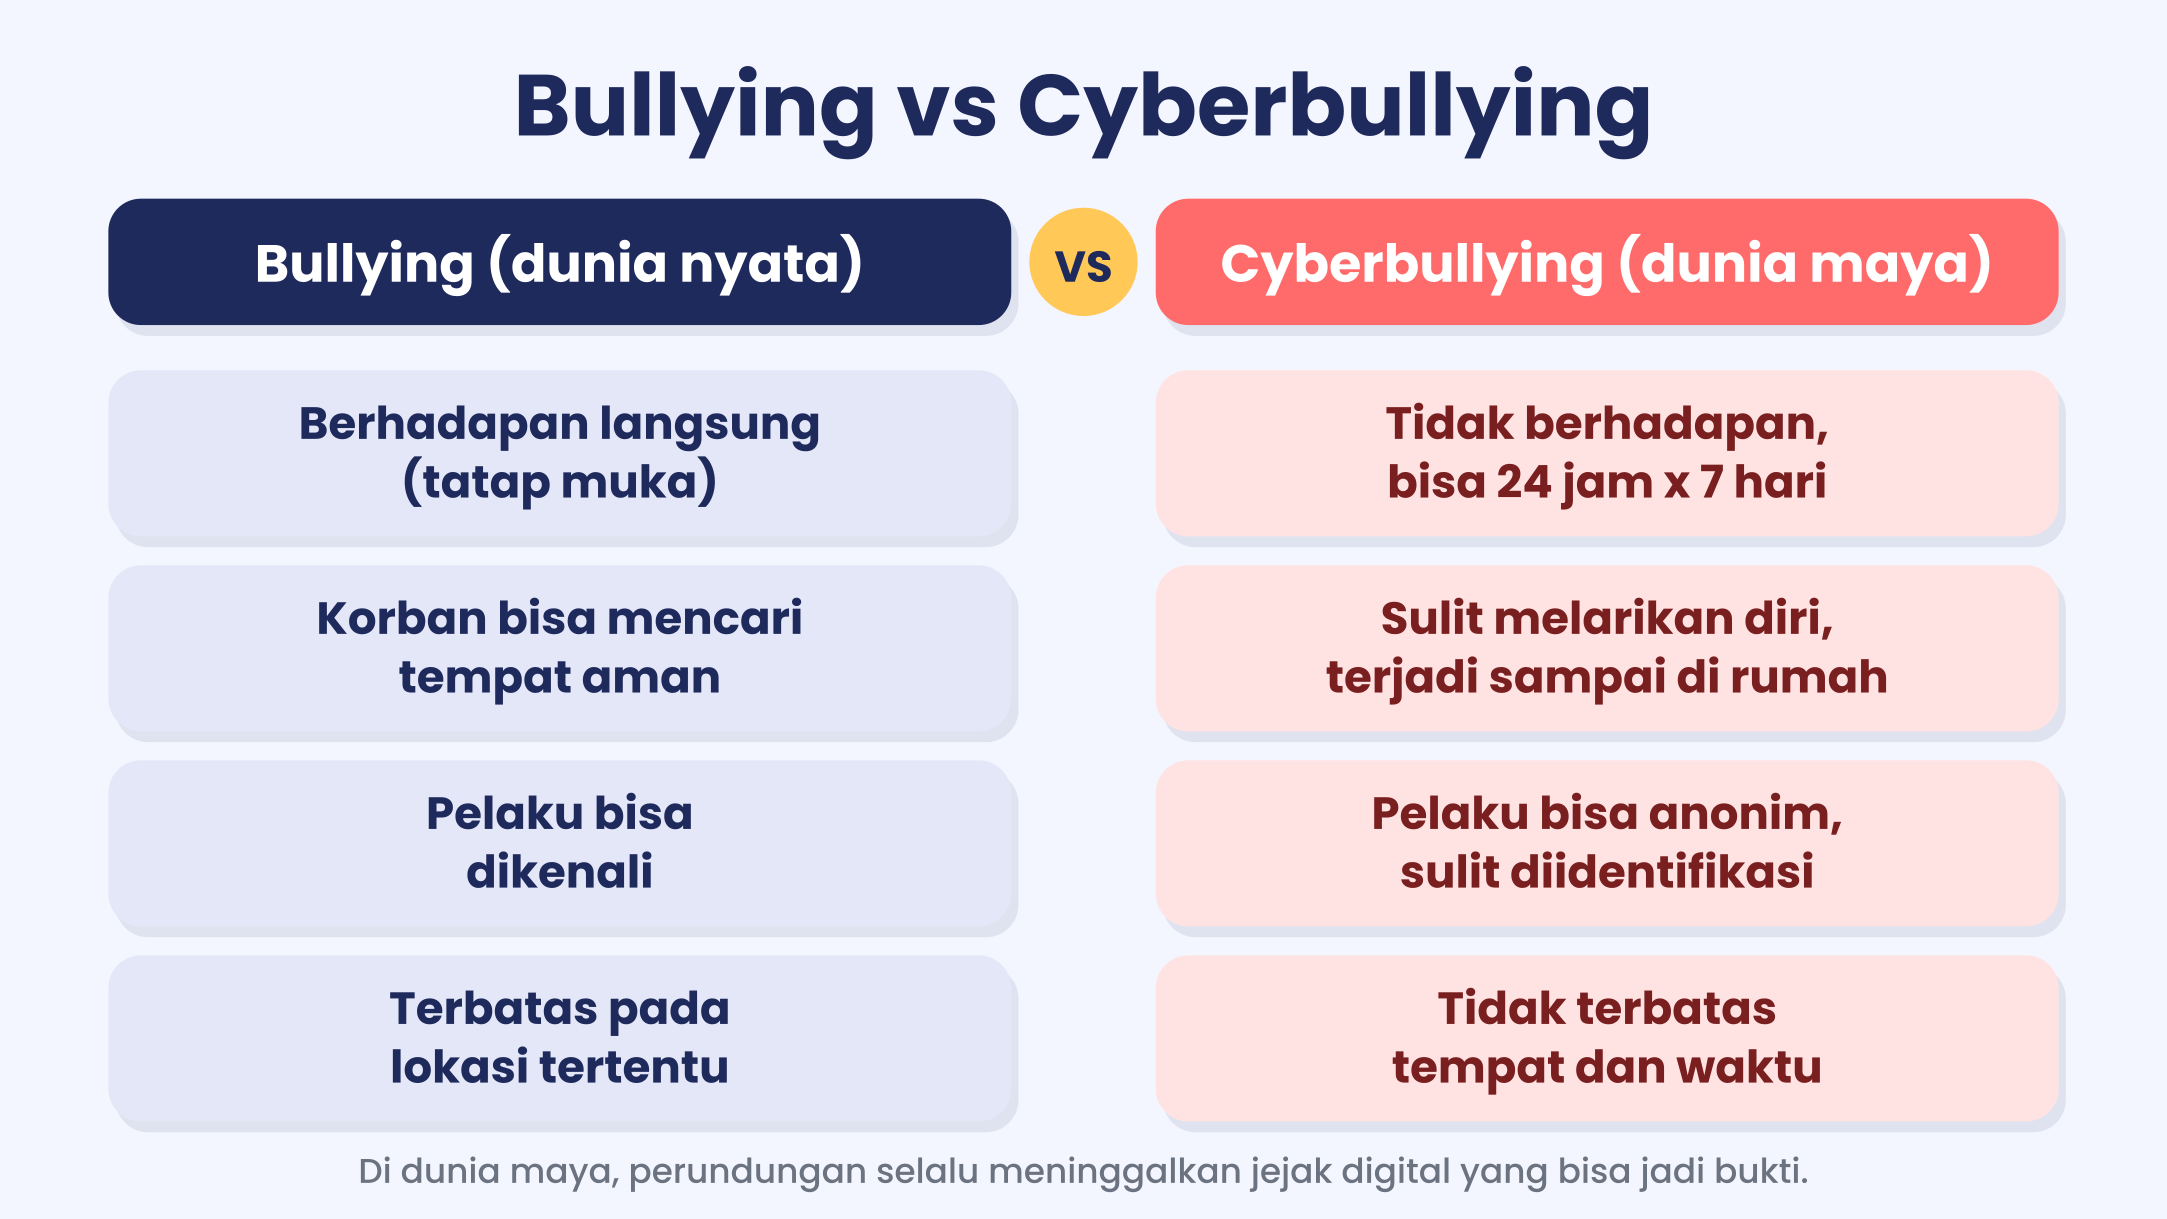 Bullying vs Cyberbullying
Bullying (dunia nyata)
VS
Cyberbullying (dunia maya)
Berhadapan langsung
(tatap muka)
Tidak berhadapan,
bisa 24 jam x 7 hari
Korban bisa mencari
tempat aman
Sulit melarikan diri,
terjadi sampai di rumah
Pelaku bisa
dikenali
Pelaku bisa anonim,
sulit diidentifikasi
Terbatas pada
lokasi tertentu
Tidak terbatas
tempat dan waktu
Di dunia maya, perundungan selalu meninggalkan jejak digital yang bisa jadi bukti.